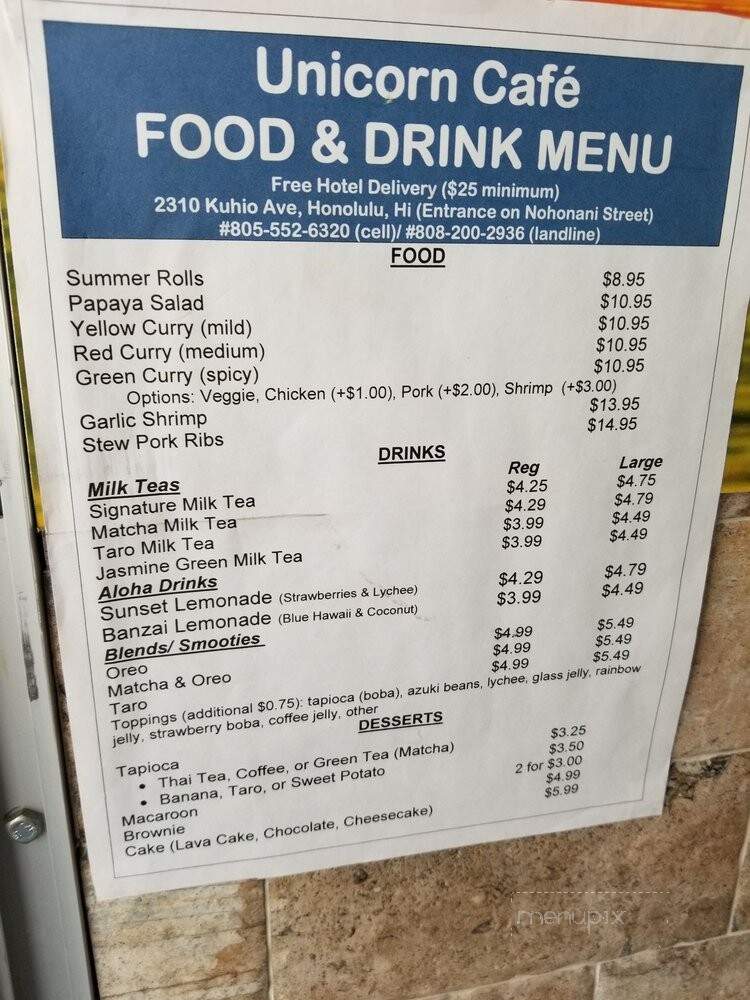 Unicorn Café
FOOD & DRINK MENU
Free Hotel Delivery ($25 minimum)
2310 Kuhio Ave, Honolulu, Hi (Entrance on Nohonani Street)
#805-552-6320 (cell)/ #808-200-2936 (landline)
FOOD
Summer Rolls $8.95
Papaya Salad $10.95
Yellow Curry (mild) $10.95
Red Curry (medium) $10.95
Green Curry (spicy) $10.95
Options: Veggie, Chicken (+$1.00), Pork (+$2.00), Shrimp (+$3.00)
Garlic Shrimp $13.95
Stew Pork Ribs $14.95
DRINKS
Milk Teas Reg Large
Signature Milk Tea $4.25 $4.75
Matcha Milk Tea $4.29 $4.79
Taro Milk Tea $3.99 $4.49
Jasmine Green Milk Tea $3.99 $4.49
Aloha Drinks
Sunset Lemonade (Strawberries & Lychee) $4.29 $4.79
Banzai Lemonade (Blue Hawaii & Coconut) $3.99 $4.49
Blends/ Smooties
Oreo $4.99 $5.49
Matcha & Oreo $4.99 $5.49
Taro $4.99 $5.49
Toppings (additional $0.75): tapioca (boba), azuki beans, lychee, glass jelly, rainbow
jelly, strawberry boba, coffee jelly, other
DESSERTS
Tapioca
• Thai Tea, Coffee, or Green Tea (Matcha) $3.25
• Banana, Taro, or Sweet Potato $3.50
Macaroon 2 for $3.00
Brownie $4.99
Cake (Lava Cake, Chocolate, Cheesecake) $5.99
menupix